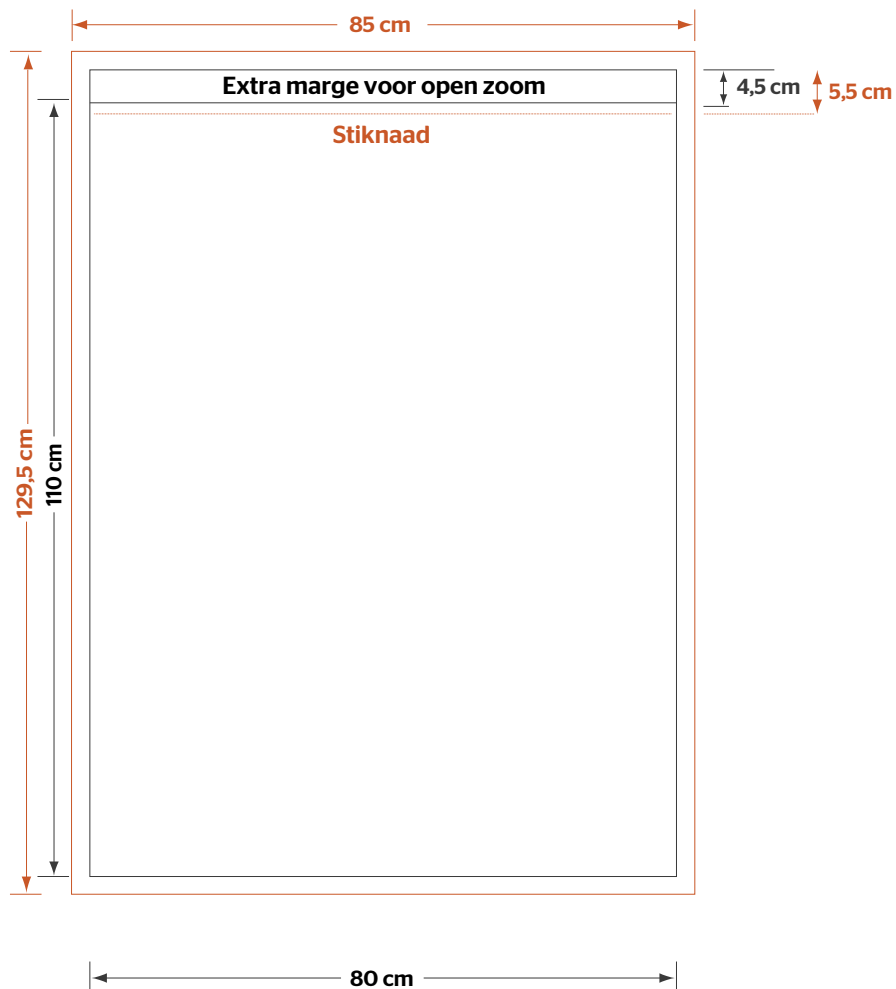 85 cm
Extra marge voor open zoom
4,5 cm
5,5 cm
Stiknaad
129,5 cm
110 cm
80 cm